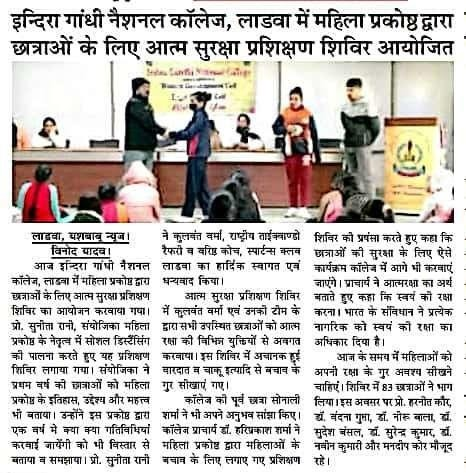 इन्दिरा गांधी नैशनल कॉलेज, लाडवा में महिला प्रकोष्ठ द्वारा
छात्राओं के लिए आत्म सुरक्षा प्रशिक्षण शिविर आयोजित
Indira Gandhi National College
Women Development Cell
लाडवा, यशबाबु न्यूज।
विनोद यादव।
आज इन्दिरा गांधी नैशनल
कॉलेज, लाडवा में महिला प्रकोष्ठ द्वारा
छात्राओं के लिए आत्म सुरक्षा प्रशिक्षण
शिविर का आयोजन करवाया गया।
प्रो. सुनीता रानी, संयोजिका महिला
प्रकोष्ठ के नेतृत्व में सोशल डिस्टैंसिंग
की पालना करते हुए यह प्रशिक्षण
शिविर लगाया गया। संयोजिका ने
प्रथम वर्ष की छात्राओं को महिला
प्रकोष्ठ के इतिहास, उद्देश्य और महत्त्व
भी बताया। उन्होंने इस प्रकोष्ठ द्वारा
एक वर्ष मे क्या क्या गतिविधियां
करवाई जायेंगी को भी विस्तार से
बताया व समझाया। प्रो. सुनीता रानी
ने कुलवंत वर्मा, राष्ट्रीय ताईक्वाण्डो
रैफरी व वरिष्ठ कोच, स्पार्टन्स क्लब
लाडवा का हार्दिक स्वागत एवं
धन्यवाद किया।
आत्म सुरक्षा प्रशिक्षण शिविर
में कुलवंत वर्मा एवं उनकी टीम के
द्वारा सभी उपस्थित छात्राओं को आत्म
रक्षा की विभिन्न युक्तियों से अवगत
करवाया। इस शिविर में अचानक हुई
वारदात व चाकू इत्यादि से बचाव के
गुर सीखाएं गए।
कॉलेज की पूर्व छात्रा सोनाली
शर्मा ने भी अपने अनुभव सांझा किए।
कॉलेज प्राचार्य डॉ. हरिप्रकाश शर्मा ने
महिला प्रकोष्ठ द्वारा महिलाओं के
बचाव के लिए लगाए गए प्रशिक्षण
शिविर की प्रषंसा करते हुए कहा कि
छात्राओं की सुरक्षा के लिए ऐसे
कार्यक्रम कॉलेज में आगे भी करवाएं
जाएंगे। प्राचार्य ने आत्मरक्षा का अर्थ
बताते हुए कहा कि स्वयं की रक्षा
करना। भारत के संविधान ने प्रत्येक
नागरिक को स्वयं की रक्षा का
अधिकार दिया है।
आज के समय में महिलाओं को
अपनी रक्षा के गुर अवश्य सीखने
चाहिएं। शिविर में 83 छात्राओं ने भाग
लिया। इस अवसर पर प्रो. हरनीत कौर,
डॉ. वंदना गुप्ता, डॉ. नीरू बाला, डॉ.
सुदेश बंसल, डॉ. सुरेन्द्र कुमार, डॉ.
नवीन कुमारी और मनदीप कोर मौजूद
रहे।